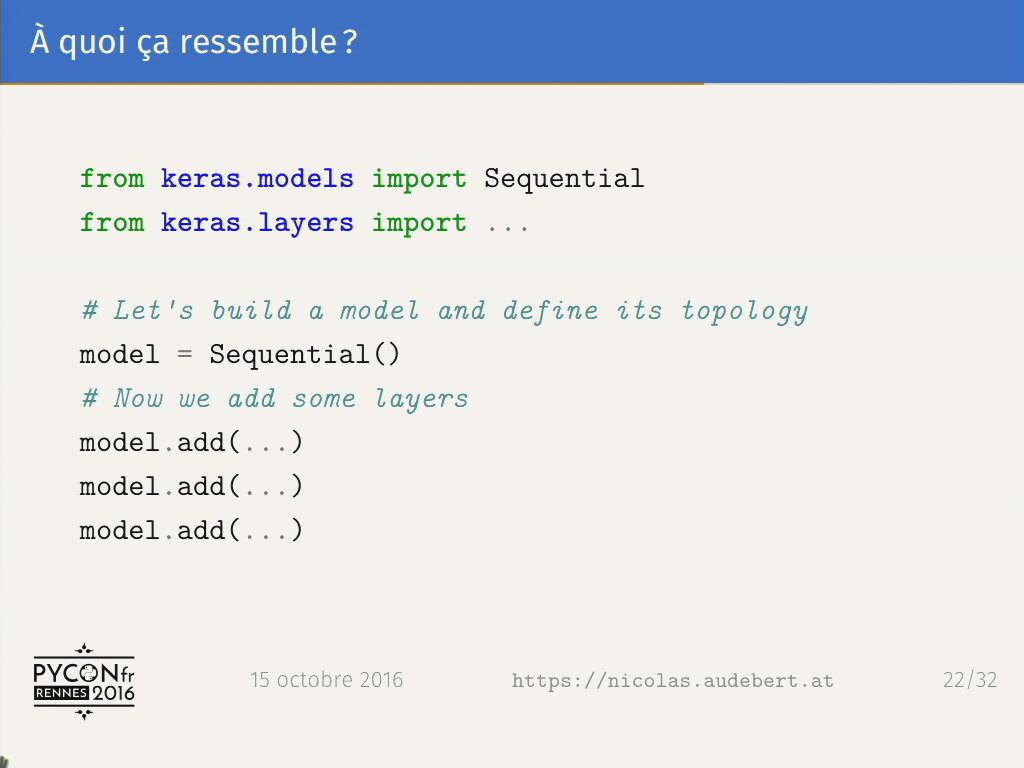 À quoi ça ressemble ?
from keras.models import Sequential
from keras.layers import ...
# Let's build a model and define its topology
model = Sequential()
# Now we add some layers
model.add(...)
model.add(...)
model.add(...)
PYCONfr
RENNES 2016
15 octobre 2016
https://nicolas.audebert.at
22/32